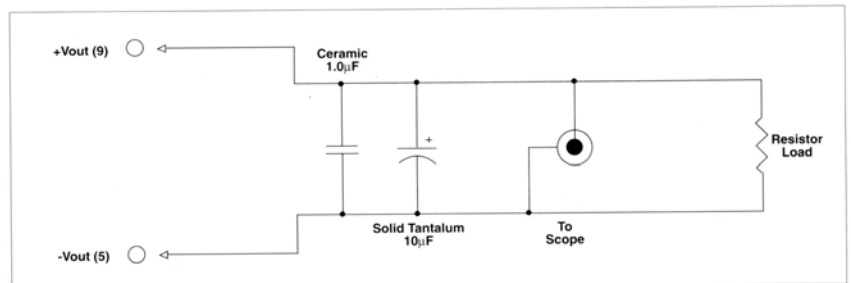 +Vout (9)
Ceramic
1.0µF
+
Resistor
Load
Solid Tantalum
10µF
To
Scope
-Vout (5)